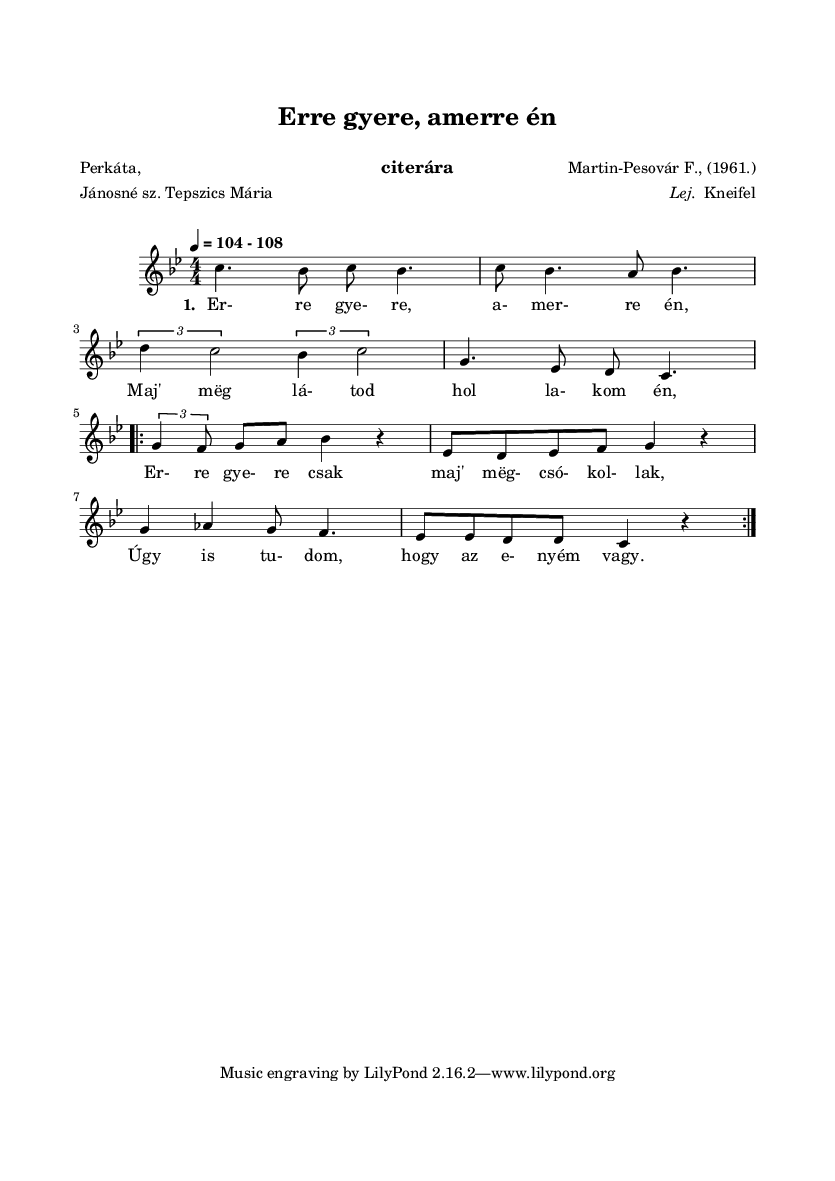 Erre gyere, amerre én
Perkáta,
citerára
Martin-Pesovár F., (1961.)
Jánosné sz. Tepszics Mária
Lej. Kneifel
= 104 - 108
1. Er- re gye- re, a- mer- re én,
3
3 3
Maj' mëg lá- tod hol la- kom én,
5
3
Er- re gye- re csak maj' mëg- csó- kol- lak,
7
Úgy is tu- dom, hogy az e- nyém vagy.
Music engraving by LilyPond 2.16.2—www.lilypond.org